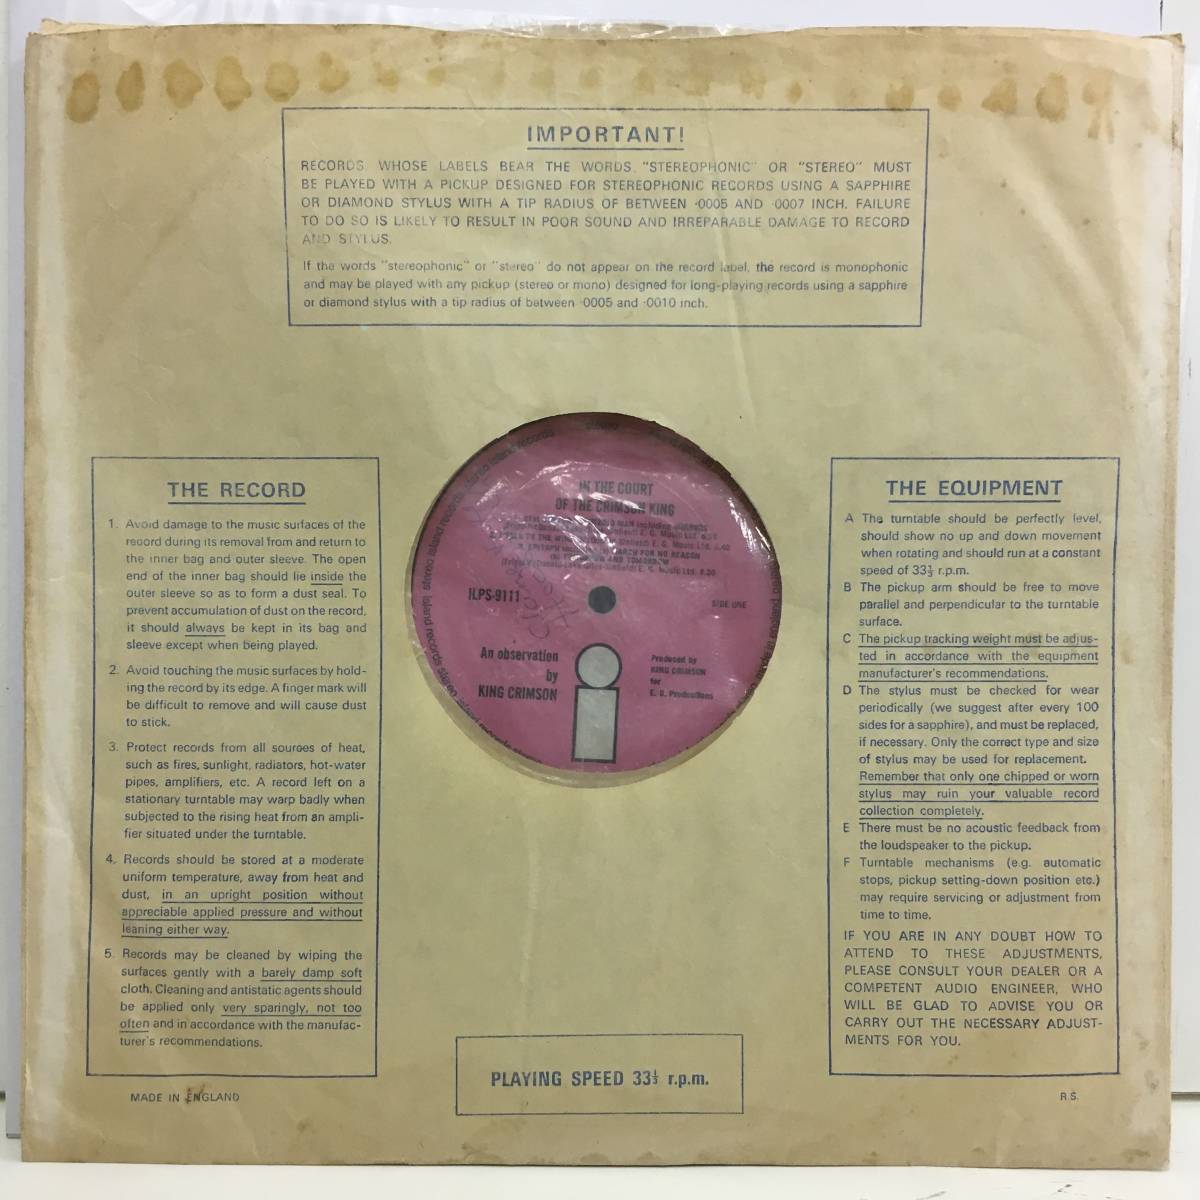 IMPORTANT!
RECORDS WHOSE LABELS BEAR THE WORDS "STEREOPHONIC" OR "STEREO" MUST
BE PLAYED WITH A PICKUP DESIGNED FOR STEREOPHONIC RECORDS USING A SAPPHIRE
OR DIAMOND STYLUS WITH A TIP RADIUS OF BETWEEN ·0005 AND ·0007 INCH. FAILURE
TO DO SO IS LIKELY TO RESULT IN POOR SOUND AND IRREPARABLE DAMAGE TO RECORD
AND STYLUS.
If the words "stereophonic" or "stereo" do not appear on the record label, the record is monophonic
and may be played with any pickup (stereo or mono) designed for long-playing records using a sapphire
or diamond stylus with a tip radius of between ·0005 and ·0010 inch.
THE RECORD
1. Avoid damage to the music surfaces of the
record during its removal from and return to
the inner bag and outer sleeve. The open
end of the inner bag should lie inside the
outer sleeve so as to form a dust seal. To
prevent accumulation of dust on the record,
it should always be kept in its bag and
sleeve except when being played.
2. Avoid touching the music surfaces by hold-
ing the record by its edge. A finger mark will
be difficult to remove and will cause dust
to stick.
3. Protect records from all sources of heat,
such as fires, sunlight, radiators, hot-water
pipes, amplifiers, etc. A record left on a
stationary turntable may warp badly when
subjected to the rising heat from an ampli-
fier situated under the turntable.
4. Records should be stored at a moderate
uniform temperature, away from heat and
dust, in an upright position without
appreciable applied pressure and without
leaning either way.
5. Records may be cleaned by wiping the
surfaces gently with a barely damp soft
cloth. Cleaning and antistatic agents should
be applied only very sparingly, not too
often and in accordance with the manufac-
turer's recommendations.
MADE IN ENGLAND
IN THE COURT
OF THE CRIMSON KING
ILPS-9111
SIDE ONE
An observation
by
KING CRIMSON
Produced by
KING CRIMSON
for
E. G. Productions
island records stereo
THE EQUIPMENT
A The turntable should be perfectly level,
should show no up and down movement
when rotating and should run at a constant
speed of 33⅓ r.p.m.
B The pickup arm should be free to move
parallel and perpendicular to the turntable
surface.
C The pickup tracking weight must be adjus-
ted in accordance with the equipment
manufacturer's recommendations.
D The stylus must be checked for wear
periodically (we suggest after every 100
sides for a sapphire), and must be replaced,
if necessary. Only the correct type and size
of stylus may be used for replacement.
Remember that only one chipped or worn
stylus may ruin your valuable record
collection completely.
E There must be no acoustic feedback from
the loudspeaker to the pickup.
F Turntable mechanisms (e.g. automatic
stops, pickup setting-down position etc.)
may require servicing or adjustment from
time to time.
IF YOU ARE IN ANY DOUBT HOW TO
ATTEND TO THESE ADJUSTMENTS,
PLEASE CONSULT YOUR DEALER OR A
COMPETENT AUDIO ENGINEER, WHO
WILL BE GLAD TO ADVISE YOU OR
CARRY OUT THE NECESSARY ADJUST-
MENTS FOR YOU.
PLAYING SPEED 33⅓ r.p.m.
R.S.